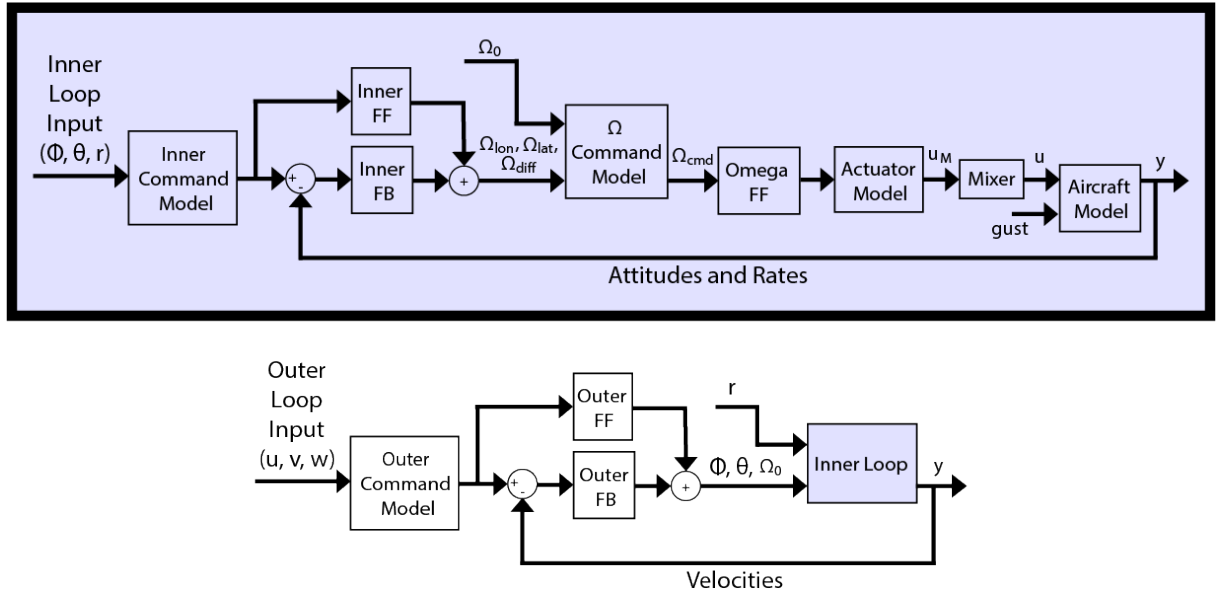 Inner
Loop
Input
(Φ, θ, r)
Inner
Command
Model
+
-
Inner
FF
Inner
FB
+
Ω₀
Ωlon, Ωlat,
Ωdiff
Ω
Command
Model
Ωcmd
Omega
FF
Actuator
Model
uM
Mixer
u
gust
Aircraft
Model
y
Attitudes and Rates
Outer
Loop
Input
(u, v, w)
Outer
Command
Model
+
-
Outer
FF
Outer
FB
+
r
Φ, θ, Ω₀
Inner Loop
y
Velocities